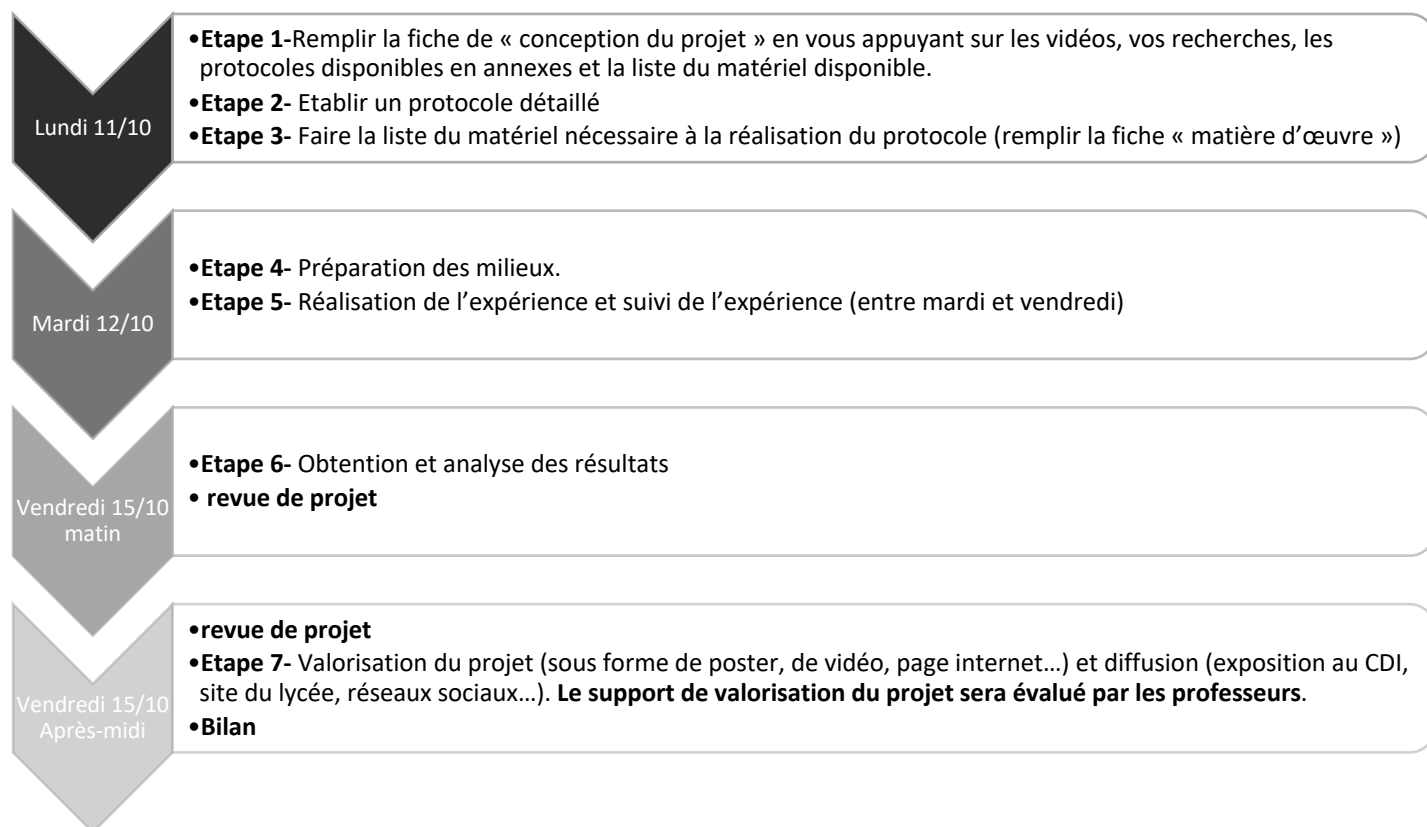 Lundi 11/10
•Etape 1-Remplir la fiche de « conception du projet » en vous appuyant sur les vidéos, vos recherches, les
protocoles disponibles en annexes et la liste du matériel disponible.
•Etape 2- Etablir un protocole détaillé
•Etape 3- Faire la liste du matériel nécessaire à la réalisation du protocole (remplir la fiche « matière d’œuvre »)
Mardi 12/10
•Etape 4- Préparation des milieux.
•Etape 5- Réalisation de l’expérience et suivi de l’expérience (entre mardi et vendredi)
Vendredi 15/10
matin
•Etape 6- Obtention et analyse des résultats
• revue de projet
Vendredi 15/10
Après-midi
•revue de projet
•Etape 7- Valorisation du projet (sous forme de poster, de vidéo, page internet…) et diffusion (exposition au CDI,
site du lycée, réseaux sociaux…). Le support de valorisation du projet sera évalué par les professeurs.
•Bilan